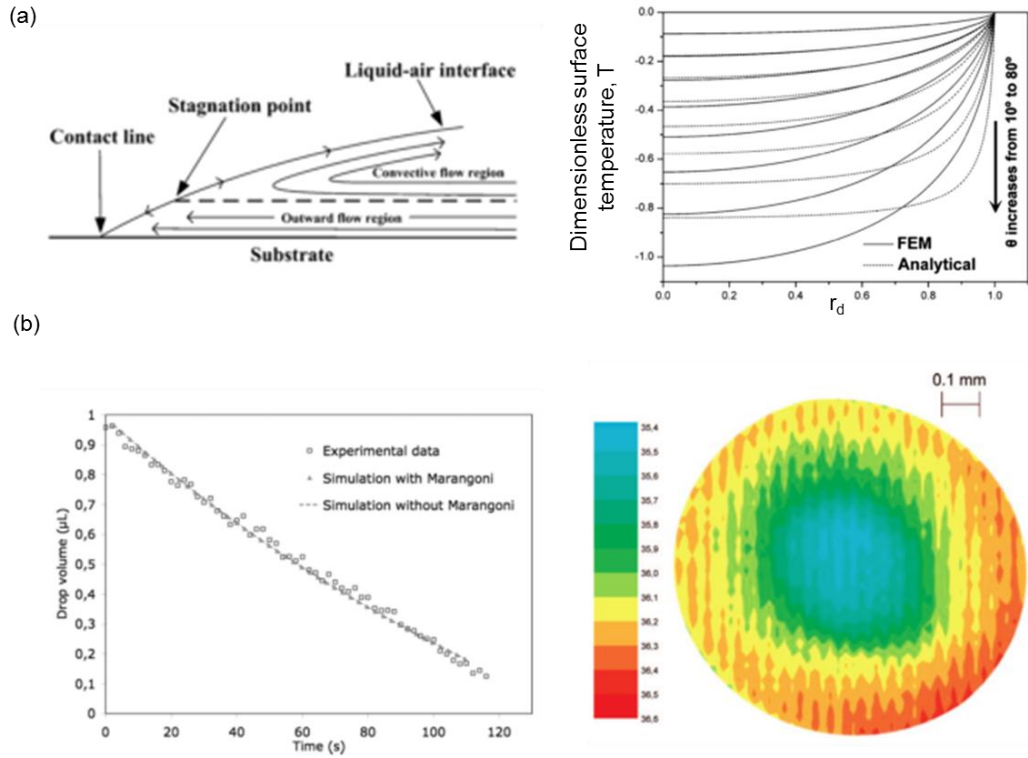 (a)
Liquid-air interface
Stagnation point
Contact line
Convective flow region
Outward flow region
Substrate
Dimensionless surface
temperature, T
0.0
-0.2
-0.4
-0.6
-0.8
-1.0
θ increases from 10° to 80°
FEM
Analytical
0.0 0.2 0.4 0.6 0.8 1.0
r_d
(b)
1
0,9
0,8
0,7
0,6
0,5
0,4
0,3
0,2
0,1
0
Drop volume (µL)
Experimental data
Simulation with Marangoni
Simulation without Marangoni
0 20 40 60 80 100 120
Time (s)
0.1 mm
35,4
35,5
35,6
35,7
35,8
35,9
36,0
36,1
36,2
36,3
36,4
36,5
36,6